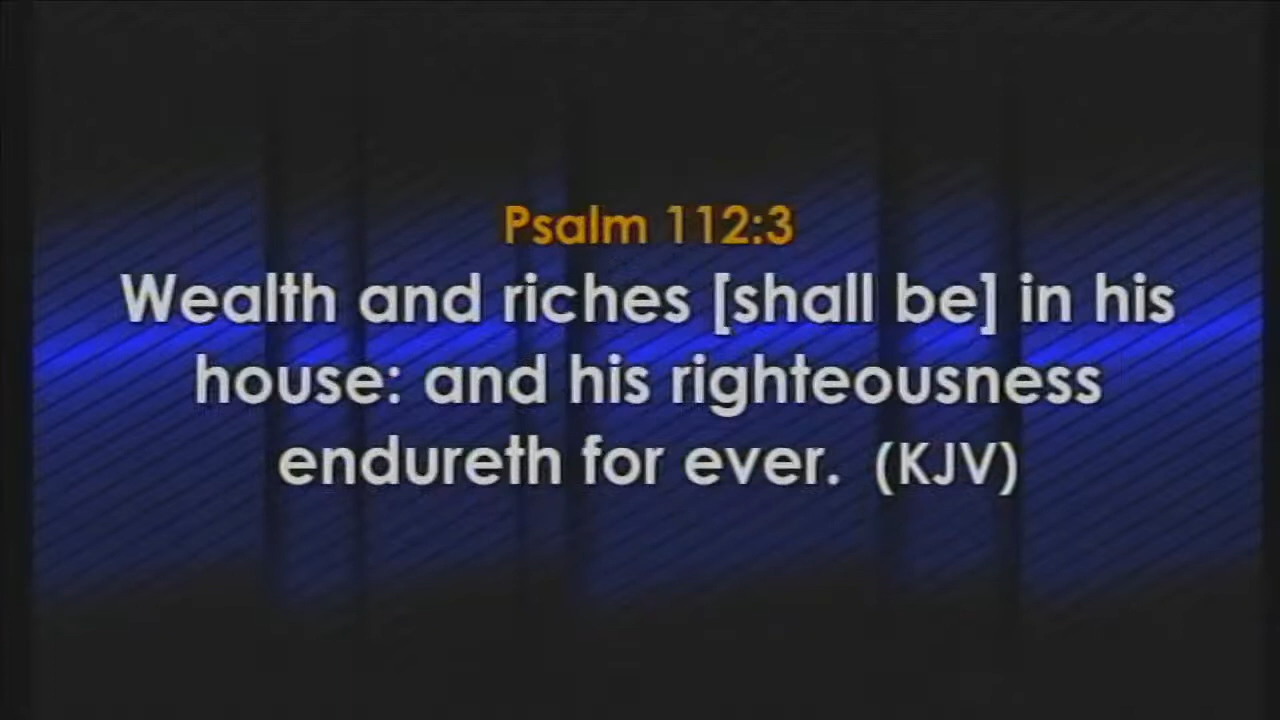 Psalm 112:3
Wealth and riches [shall be] in his
house: and his righteousness
endureth for ever. (KJV)